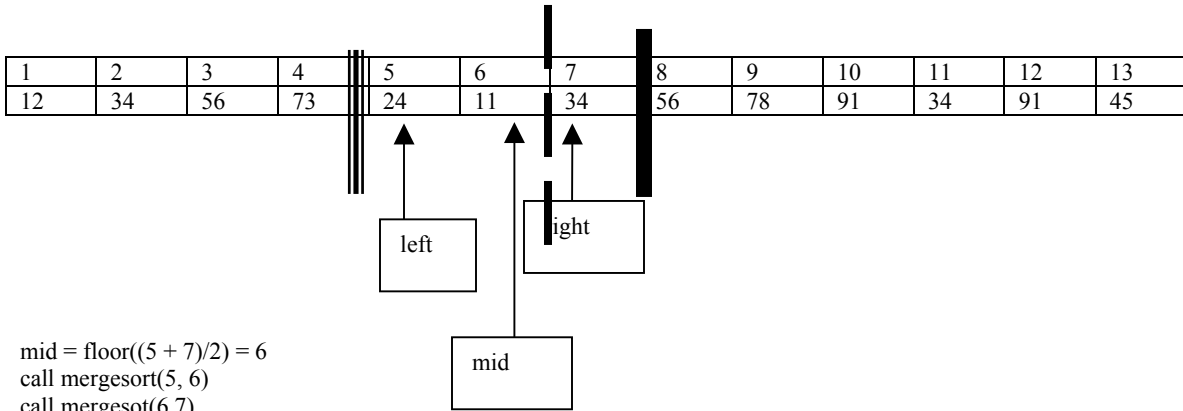 1 2 3 4 5 6 7 8 9 10 11 12 13
12 34 56 73 24 11 34 56 78 91 34 91 45
left
ight
mid
mid = floor((5 + 7)/2) = 6
call mergesort(5, 6)
call mergesot(6,7)